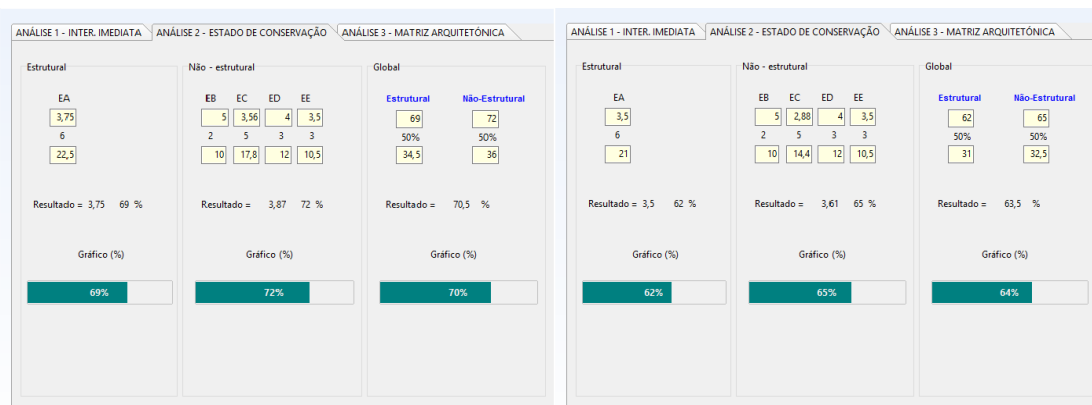 ANÁLISE 1 - INTER. IMEDIATA ANÁLISE 2 - ESTADO DE CONSERVAÇÃO ANÁLISE 3 - MATRIZ ARQUITETÓNICA
Estrutural Não - estrutural Global
EA EB EC ED EE Estrutural Não-Estrutural
3,75 5 3,56 4 3,5 69 72
6 2 5 3 3 50% 50%
22,5 10 17,8 12 10,5 34,5 36
Resultado = 3,75 69 % Resultado = 3,87 72 % Resultado = 70,5 %
Gráfico (%) Gráfico (%) Gráfico (%)
69% 72% 70%
ANÁLISE 1 - INTER. IMEDIATA ANÁLISE 2 - ESTADO DE CONSERVAÇÃO ANÁLISE 3 - MATRIZ ARQUITETÓNICA
Estrutural Não - estrutural Global
EA EB EC ED EE Estrutural Não-Estrutural
3,5 5 2,88 4 3,5 62 65
6 2 5 3 3 50% 50%
21 10 14,4 12 10,5 31 32,5
Resultado = 3,5 62 % Resultado = 3,61 65 % Resultado = 63,5 %
Gráfico (%) Gráfico (%) Gráfico (%)
62% 65% 64%